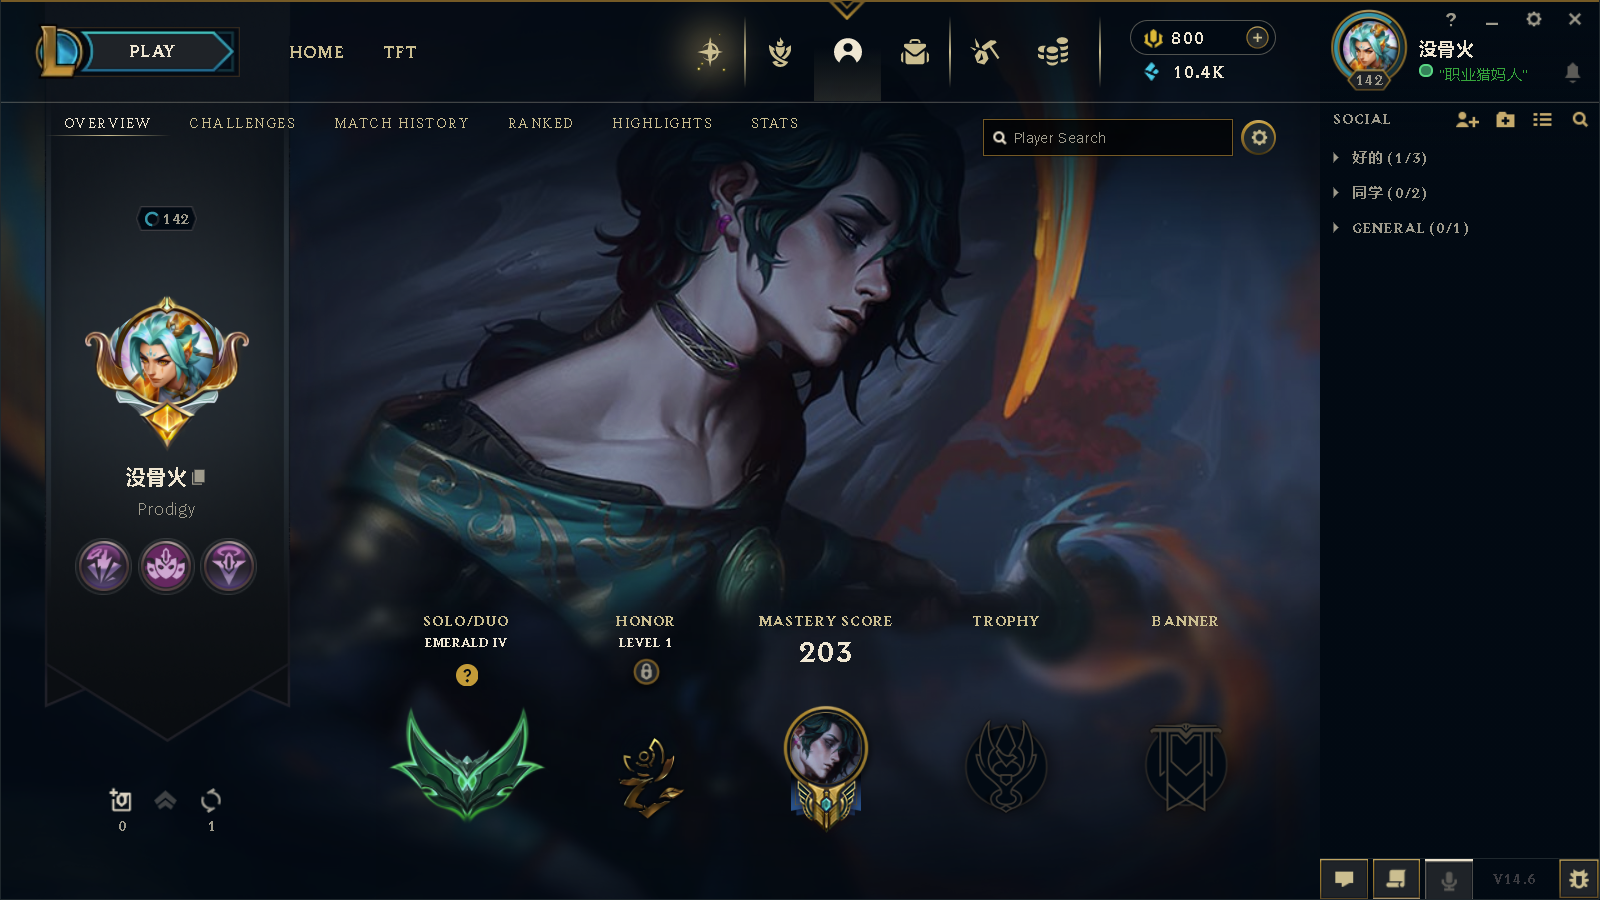 PLAY
HOME
TFT
800
10.4K
142
没骨火
"职业猎妈人"
OVERVIEW
CHALLENGES
MATCH HISTORY
RANKED
HIGHLIGHTS
STATS
Player Search
SOCIAL
好的 (1/3)
同学 (0/2)
GENERAL (0/1)
142
没骨火
Prodigy
SOLO/DUO
EMERALD IV
?
HONOR
LEVEL 1
MASTERY SCORE
203
TROPHY
BANNER
0
1
V14.6